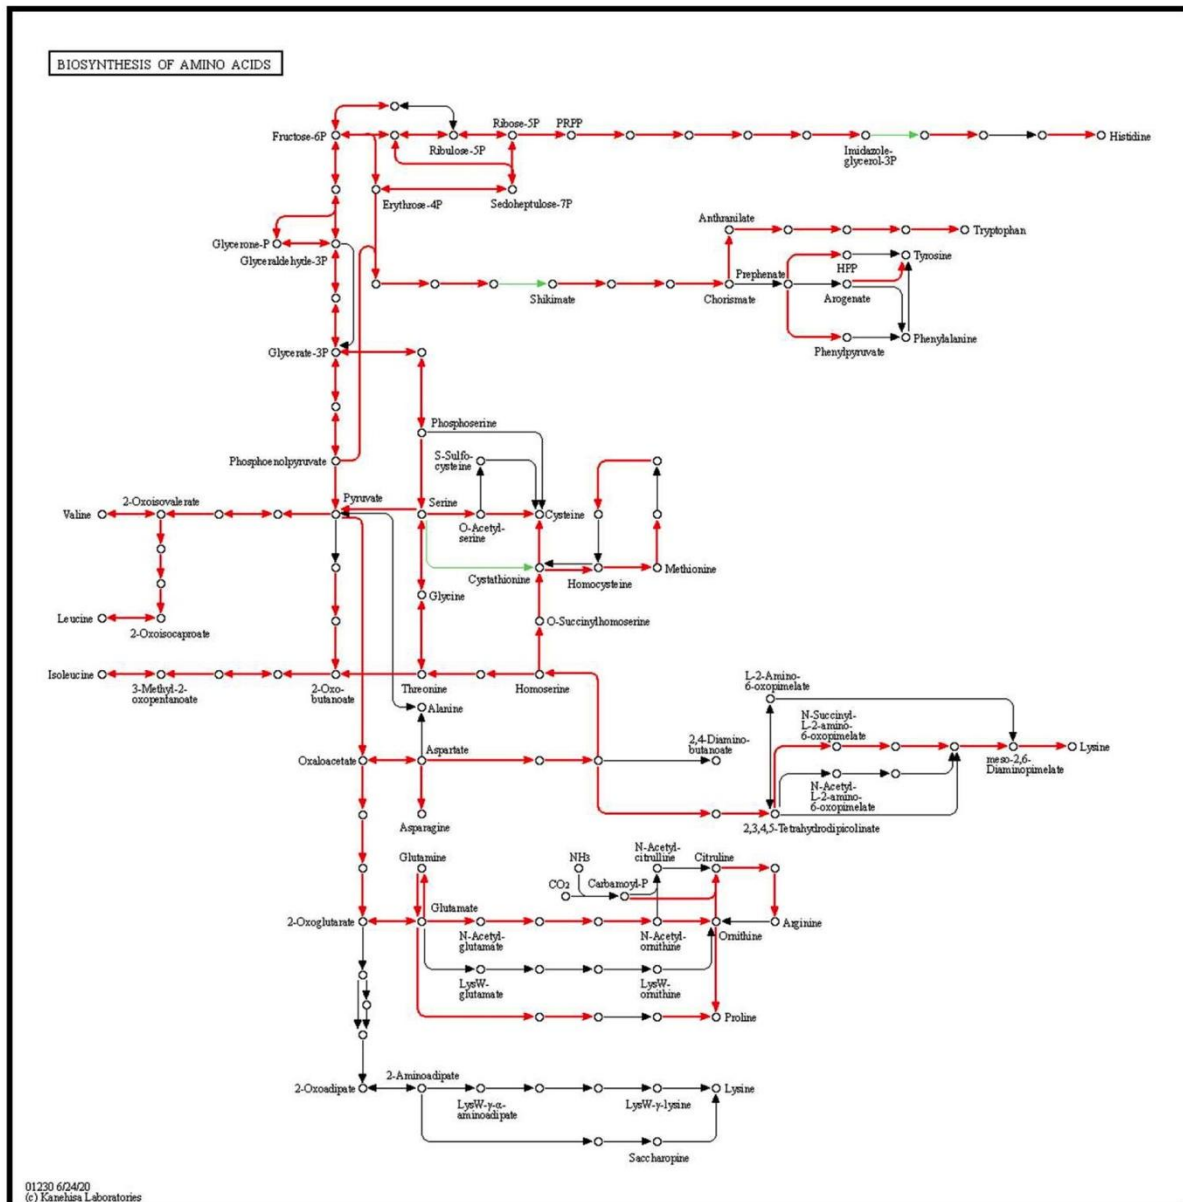 BIOSYNTHESIS OF AMINO ACIDS
Fructose-6P
Ribulose-5P
Ribose-5P
PRPP
Imidazole-
glycerol-3P
Histidine
Erythrose-4P
Sedoheptulose-7P
Glycerone-P
Glyceraldehyde-3P
Anthranilate
Tryptophan
Shikimate
Chorismate
Prephenate
HPP
Tyrosine
Arogenate
Phenylpyruvate
Phenylalanine
Glycerate-3P
Phosphoserine
Phosphoenolpyruvate
S-Sulfo-
cysteine
Valine
2-Oxoisovalerate
Pyruvate
Serine
O-Acetyl-
serine
Cysteine
Cystathionine
Homocysteine
Methionine
Glycine
Leucine
2-Oxoisocaproate
O-Succinylhomoserine
Isoleucine
3-Methyl-2-
oxopentanoate
2-Oxo-
butanoate
Threonine
Homoserine
Alanine
L-2-Amino-
6-oxopimelate
N-Succinyl-
L-2-amino-
6-oxopimelate
Oxaloacetate
Aspartate
2,4-Diamino-
butanoate
Lysine
meso-2,6-
Diaminopimelate
N-Acetyl-
L-2-amino-
6-oxopimelate
Asparagine
2,3,4,5-Tetrahydrodipicolinate
Glutamine
NH3
N-Acetyl-
citrulline
Citruline
CO2
Carbamoyl-P
2-Oxoglutarate
Glutamate
N-Acetyl-
glutamate
N-Acetyl-
ornithine
Ornithine
Arginine
LysW-
glutamate
LysW-
ornithine
Proline
2-Oxoadipate
2-Aminoadipate
LysW-γ-α-
aminoadipate
LysW-γ-lysine
Lysine
Saccharopine
01230 6/24/20
(c) Kanehisa Laboratories